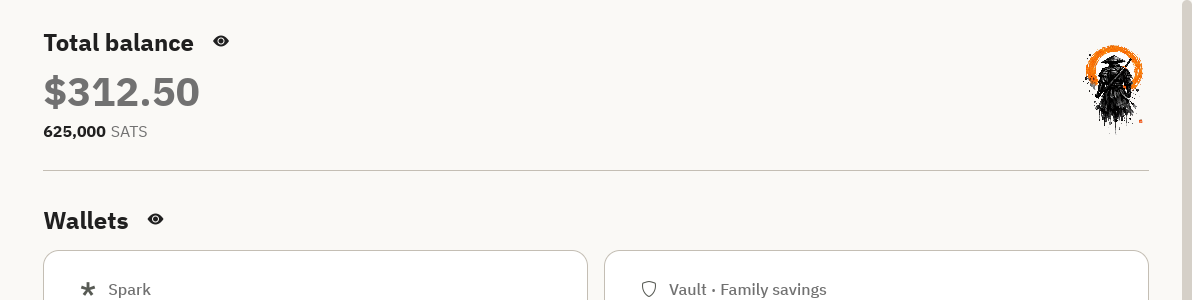 Total balance
$312.50
625,000 SATS
Wallets
Spark
Vault · Family savings